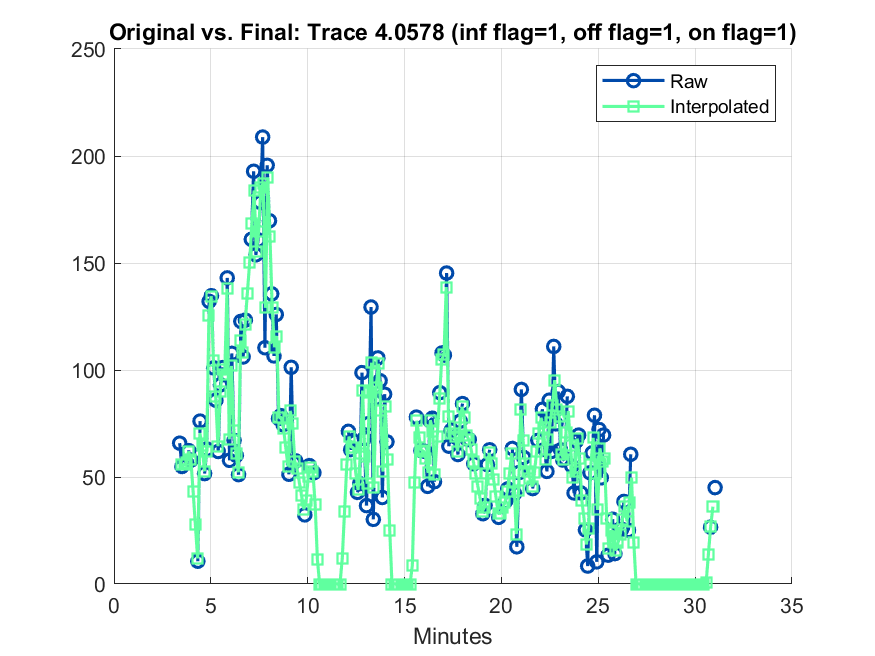 Original vs. Final: Trace 4.0578 (inf flag=1, off flag=1, on flag=1)
250
200
150
100
50
0
Raw
Interpolated
0 5 10 15 20 25 30 35
Minutes